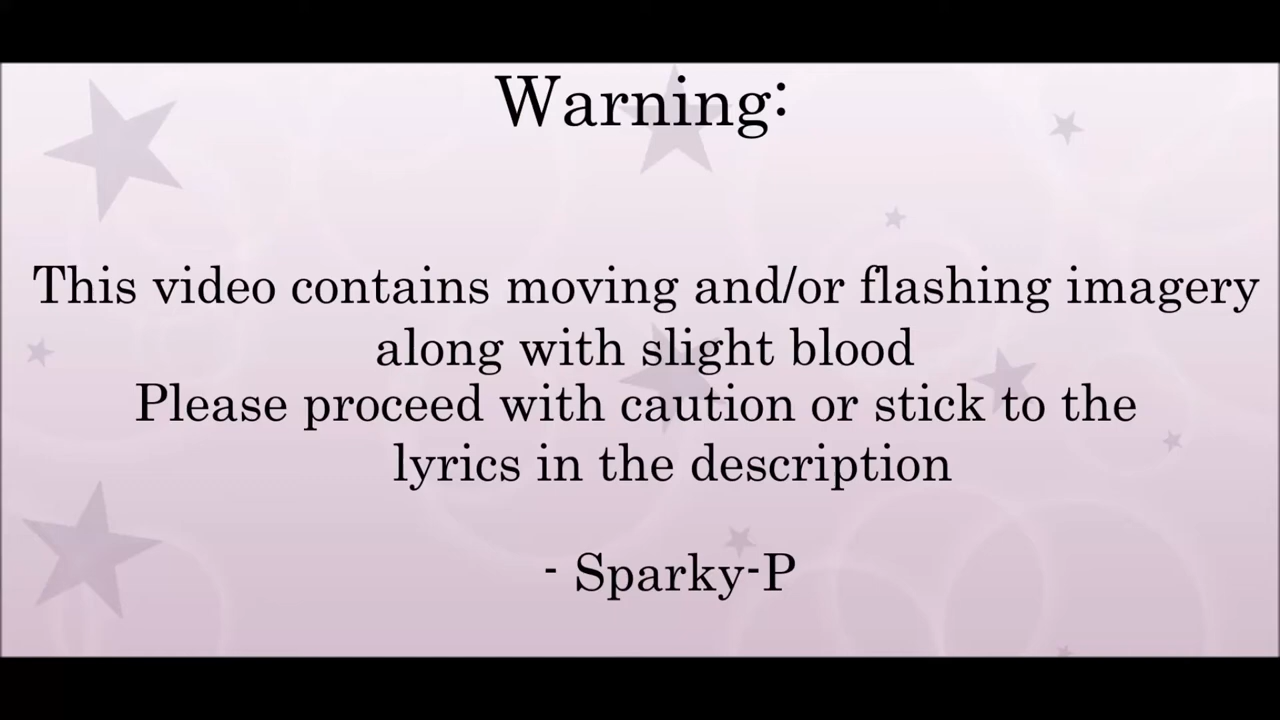 Warning:
This video contains moving and/or flashing imagery
along with slight blood
Please proceed with caution or stick to the
lyrics in the description
- Sparky-P